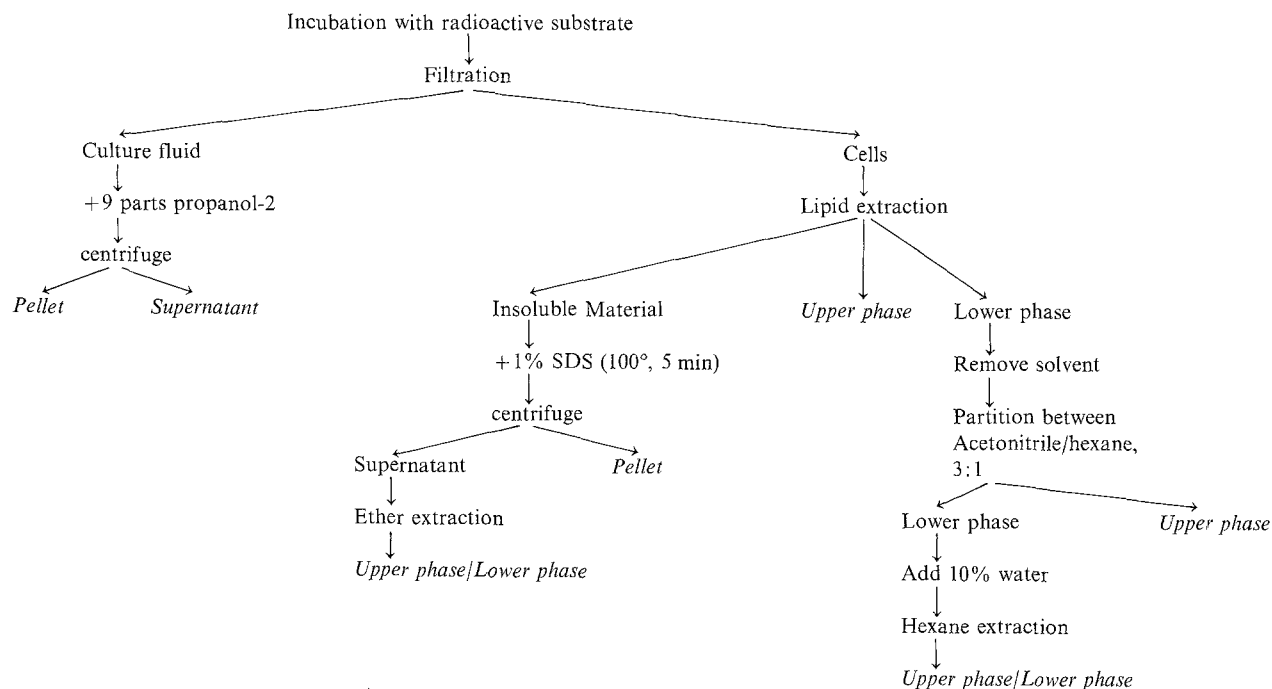 Incubation with radioactive substrate
Filtration
Culture fluid
Cells
+9 parts propanol-2
Lipid extraction
centrifuge
Pellet
Supernatant
Insoluble Material
Upper phase
Lower phase
+1% SDS (100°, 5 min)
Remove solvent
centrifuge
Partition between
Acetonitrile/hexane,
3:1
Supernatant
Pellet
Ether extraction
Lower phase
Upper phase
Upper phase/Lower phase
Add 10% water
Hexane extraction
Upper phase/Lower phase